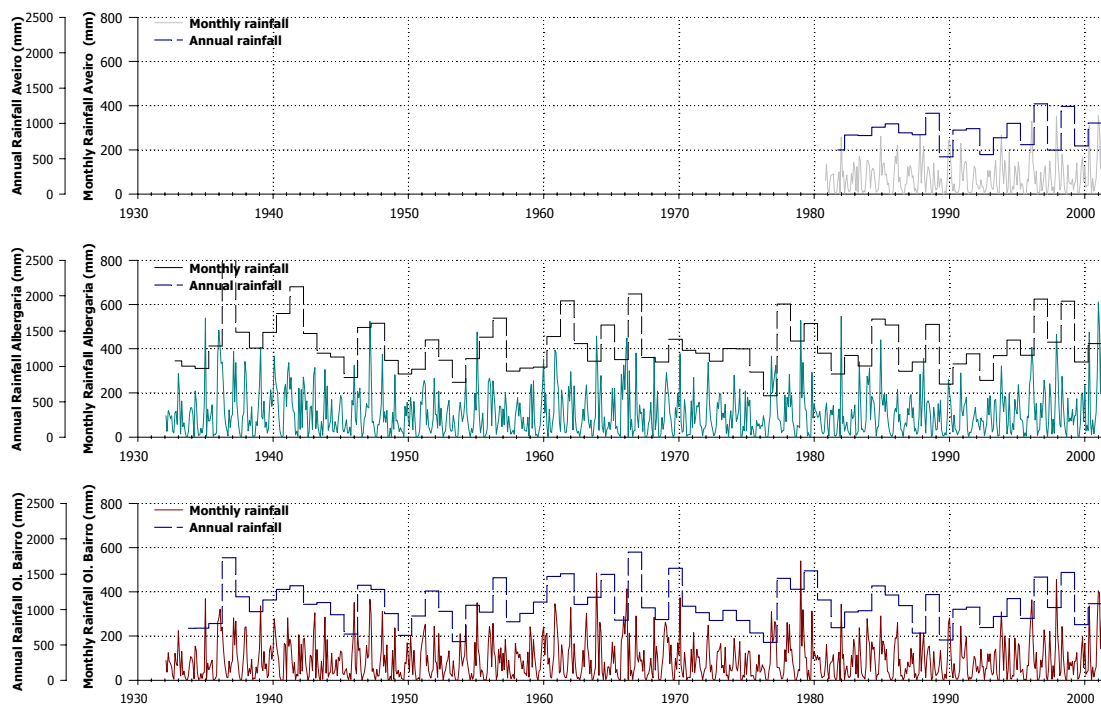 Annual Rainfall Aveiro (mm)
2500
2000
1500
1000
500
0
Monthly Rainfall Aveiro (mm)
800
600
400
200
0
Monthly rainfall
Annual rainfall
1930 1940 1950 1960 1970 1980 1990 2000
Annual Rainfall Albergaria (mm)
2500
2000
1500
1000
500
0
Monthly Rainfall Albergaria (mm)
800
600
400
200
0
Monthly rainfall
Annual rainfall
1930 1940 1950 1960 1970 1980 1990 2000
Annual Rainfall Ol. Bairro (mm)
2500
2000
1500
1000
500
0
Monthly Rainfall Ol. Bairro (mm)
800
600
400
200
0
Monthly rainfall
Annual rainfall
1930 1940 1950 1960 1970 1980 1990 2000